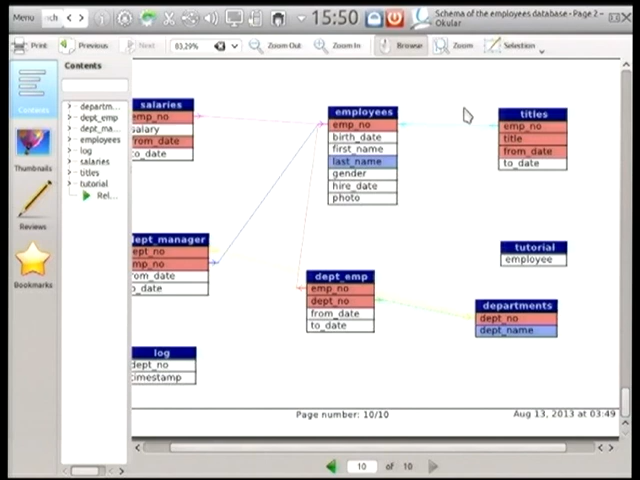 Menu
15:50
Schema of the employees database - Page 2 –
Okular
Print
Previous
Next
83.29%
Zoom Out
Zoom In
Browse
Zoom
Selection
Contents
Contents
Thumbnails
Reviews
Bookmarks
departm...
dept_emp
dept_ma...
employees
log
salaries
titles
tutorial
Rel...
salaries
emp_no
salary
from_date
to_date
employees
emp_no
birth_date
first_name
last_name
gender
hire_date
photo
titles
emp_no
title
from_date
to_date
dept_manager
dept_no
emp_no
from_date
to_date
dept_emp
emp_no
dept_no
from_date
to_date
tutorial
employee
departments
dept_no
dept_name
log
dept_no
timestamp
Page number: 10/10
Aug 13, 2013 at 03:49
10 of 10